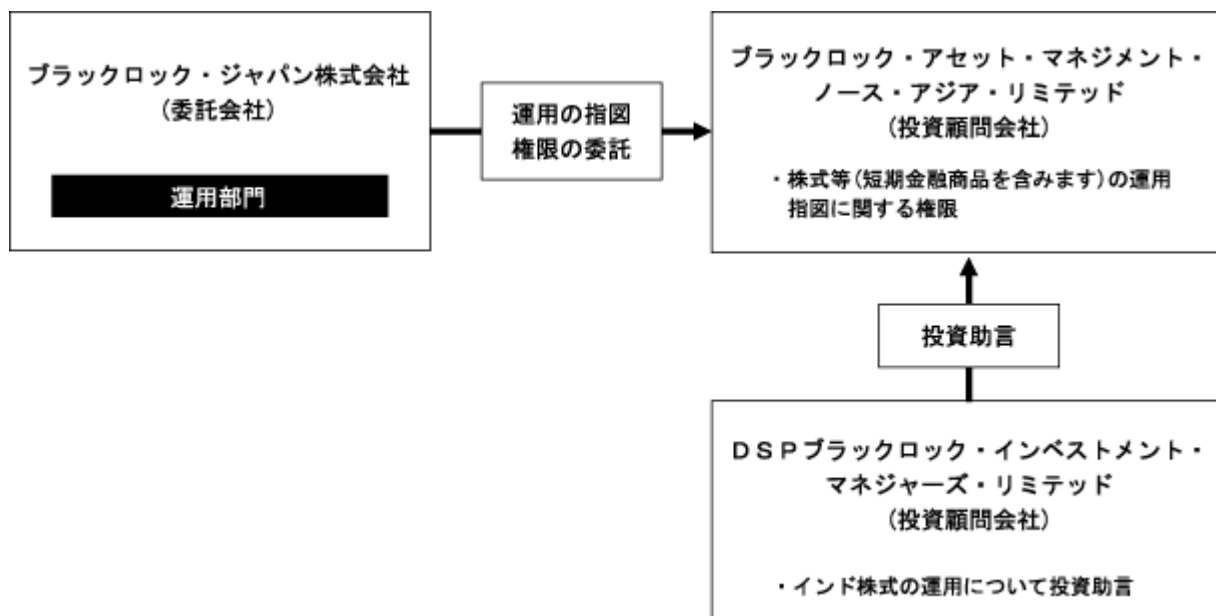 ブラックロック・ジャパン株式会社
(委託会社)
運用部門
運用の指図
権限の委託
ブラックロック・アセット・マネジメント・
ノース・アジア・リミテッド
(投資顧問会社)
・株式等(短期金融商品を含みます)の運用
指図に関する権限
投資助言
DSPブラックロック・インベストメント・
マネジャーズ・リミテッド
(投資顧問会社)
・インド株式の運用について投資助言